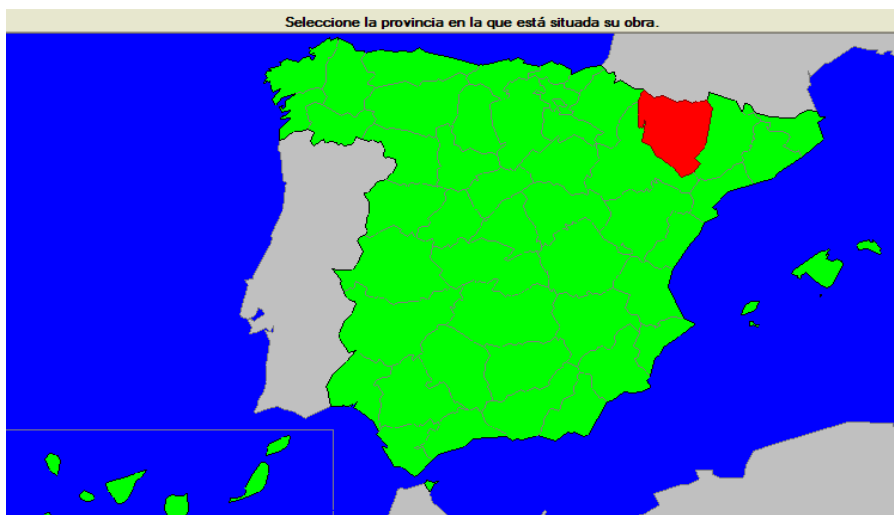 Seleccione la provincia en la que está situada su obra.